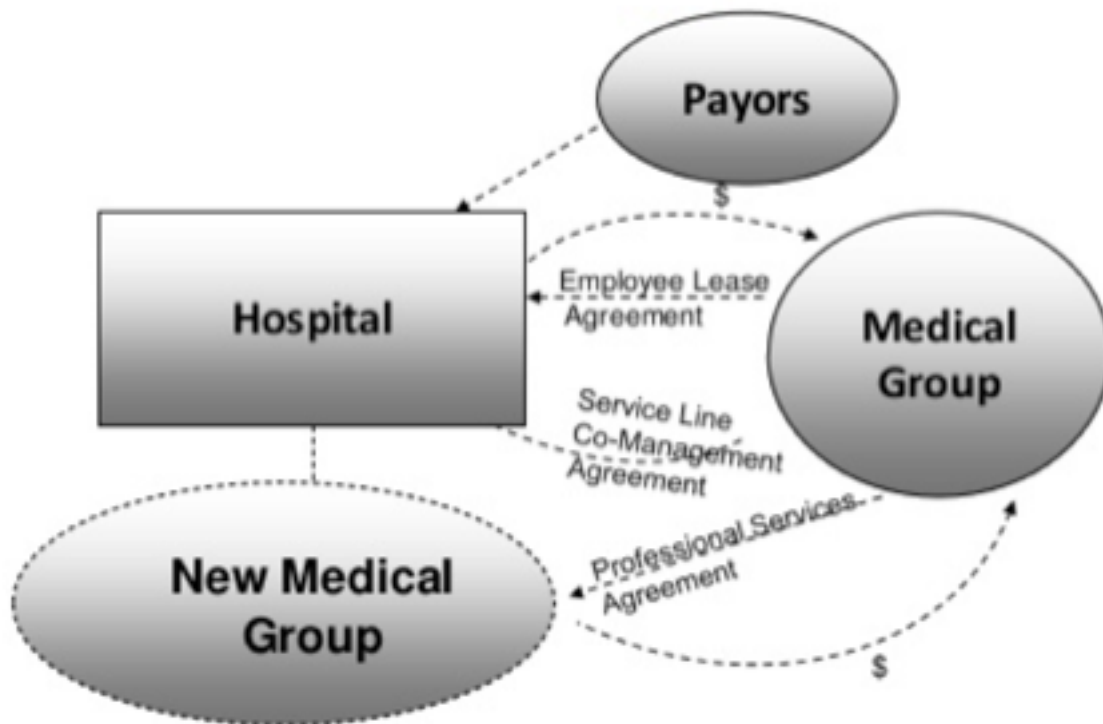 Payors
$
Hospital
Employee Lease
Agreement
Medical
Group
Service Line
Co-Management
Agreement
Professional Services
Agreement
New Medical
Group
$